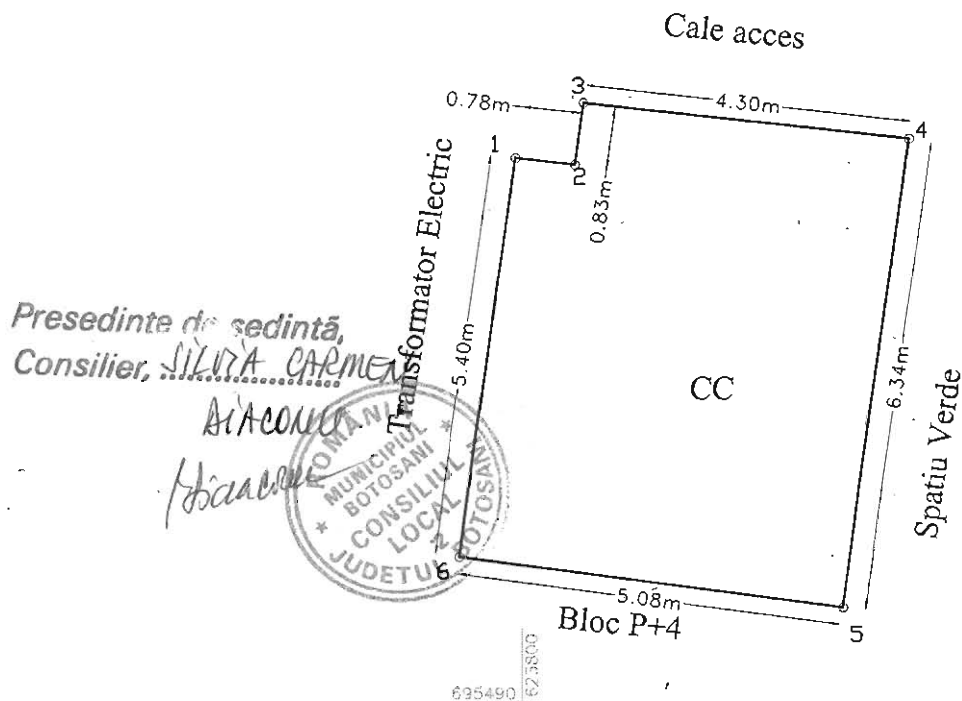 Cale acces
3
4.30m
4
0.78m
1
2
0.83m
Transformator Electric
5.40m
CC
6.34m
Spatiu Verde
Presedinte de sedintă,
Consilier, SILVIA CARMEN
ROMÂNIA
MUNICIPIUL
BOTOSANI
CONSILIUL
LOCAL
2
JUDETUL BOTOSANI
6
5.08m
5
Bloc P+4
695490
623800